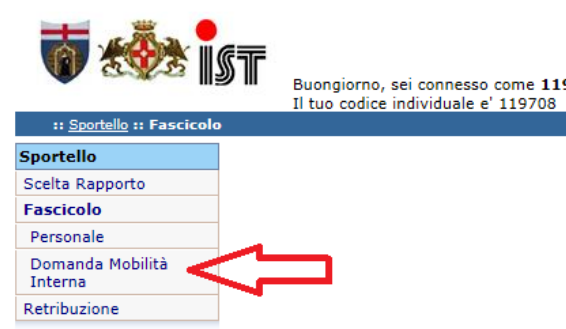 iST
Buongiorno, sei connesso come 119
Il tuo codice individuale e' 119708
:: Sportello :: Fascicolo
Sportello
Scelta Rapporto
Fascicolo
Personale
Domanda Mobilità
Interna
Retribuzione